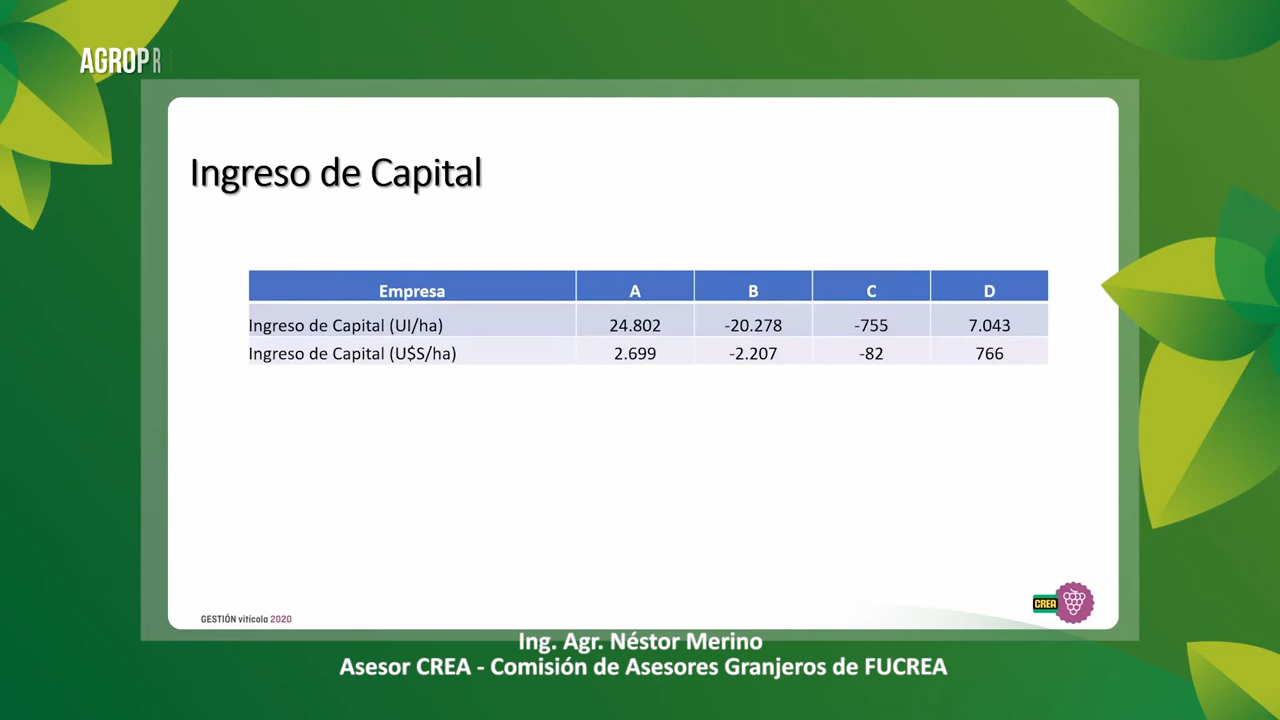 AGROPR
Ingreso de Capital
Empresa A B C D
Ingreso de Capital (UI/ha) 24.802 -20.278 -755 7.043
Ingreso de Capital (U$S/ha) 2.699 -2.207 -82 766
GESTIÓN vitícola 2020
CREA
Ing. Agr. Néstor Merino
Asesor CREA - Comisión de Asesores Granjeros de FUCREA